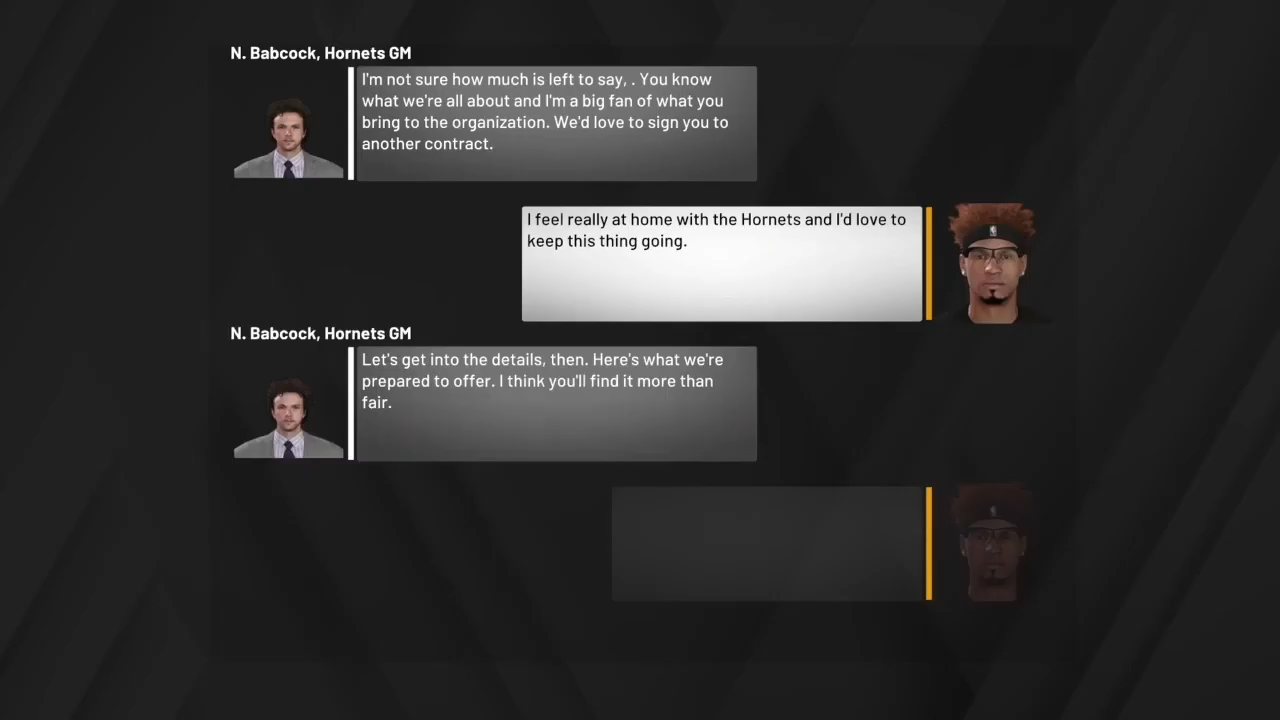 N. Babcock, Hornets GM
I'm not sure how much is left to say, . You know
what we're all about and I'm a big fan of what you
bring to the organization. We'd love to sign you to
another contract.
I feel really at home with the Hornets and I'd love to
keep this thing going.
N. Babcock, Hornets GM
Let's get into the details, then. Here's what we're
prepared to offer. I think you'll find it more than
fair.